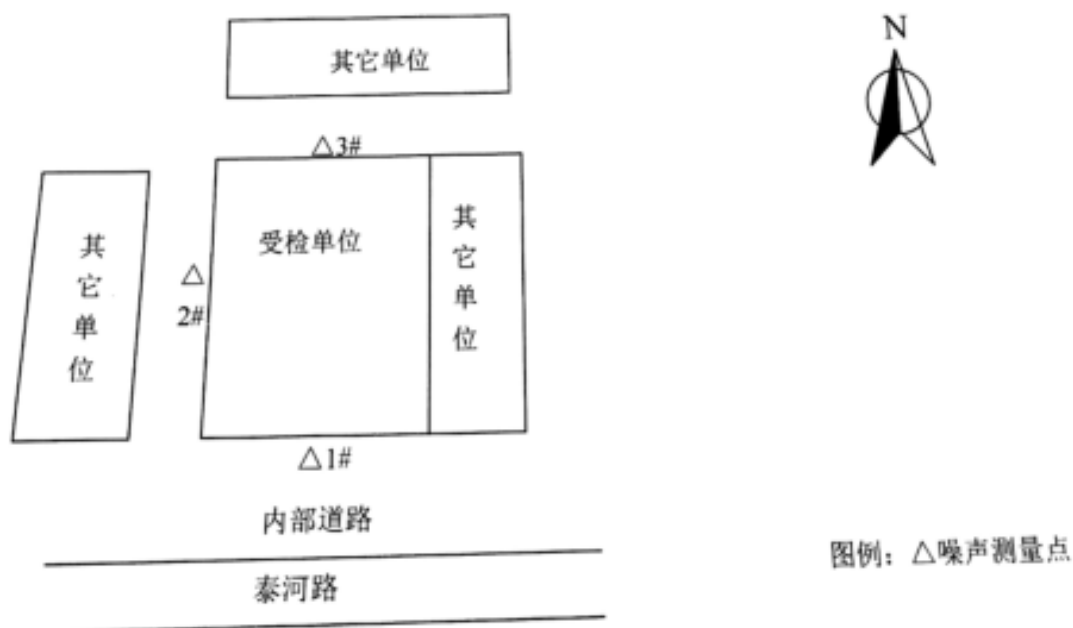 N
其它单位
△3#
其它单位
受检单位
其它单位
△
2#
△1#
内部道路
泰河路
图例：△噪声测量点